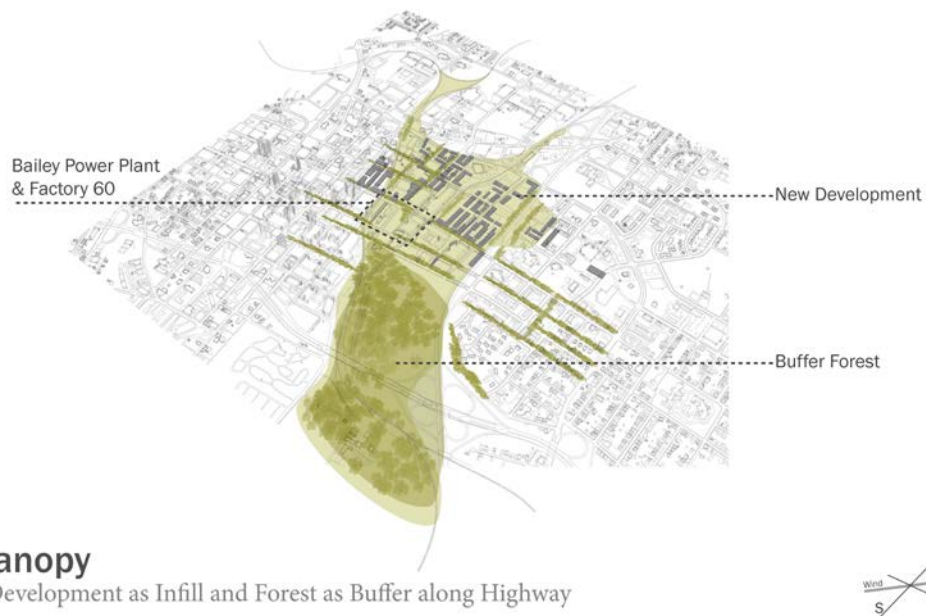 Bailey Power Plant
& Factory 60
New Development
Buffer Forest
anopy
Development as Infill and Forest as Buffer along Highway
Wind
S